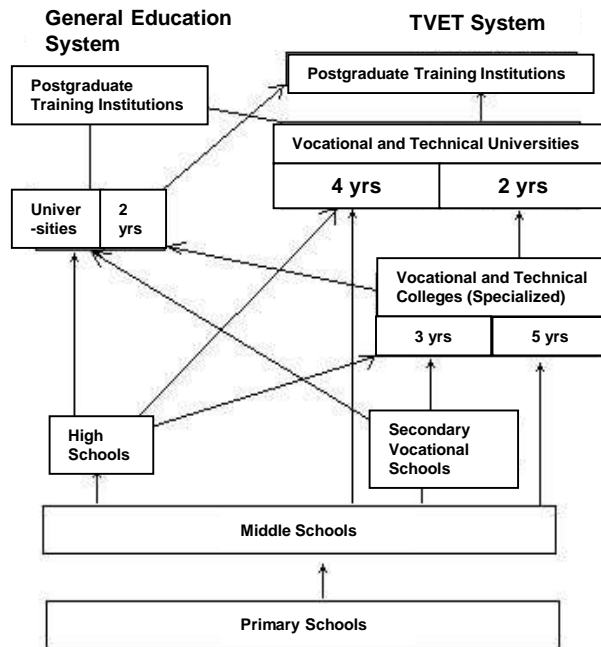 General Education
System
TVET System
Postgraduate
Training Institutions
Postgraduate Training Institutions
Vocational and Technical Universities
4 yrs
2 yrs
Univer
-sities
2
yrs
Vocational and Technical
Colleges (Specialized)
3 yrs
5 yrs
High
Schools
Secondary
Vocational
Schools
Middle Schools
Primary Schools